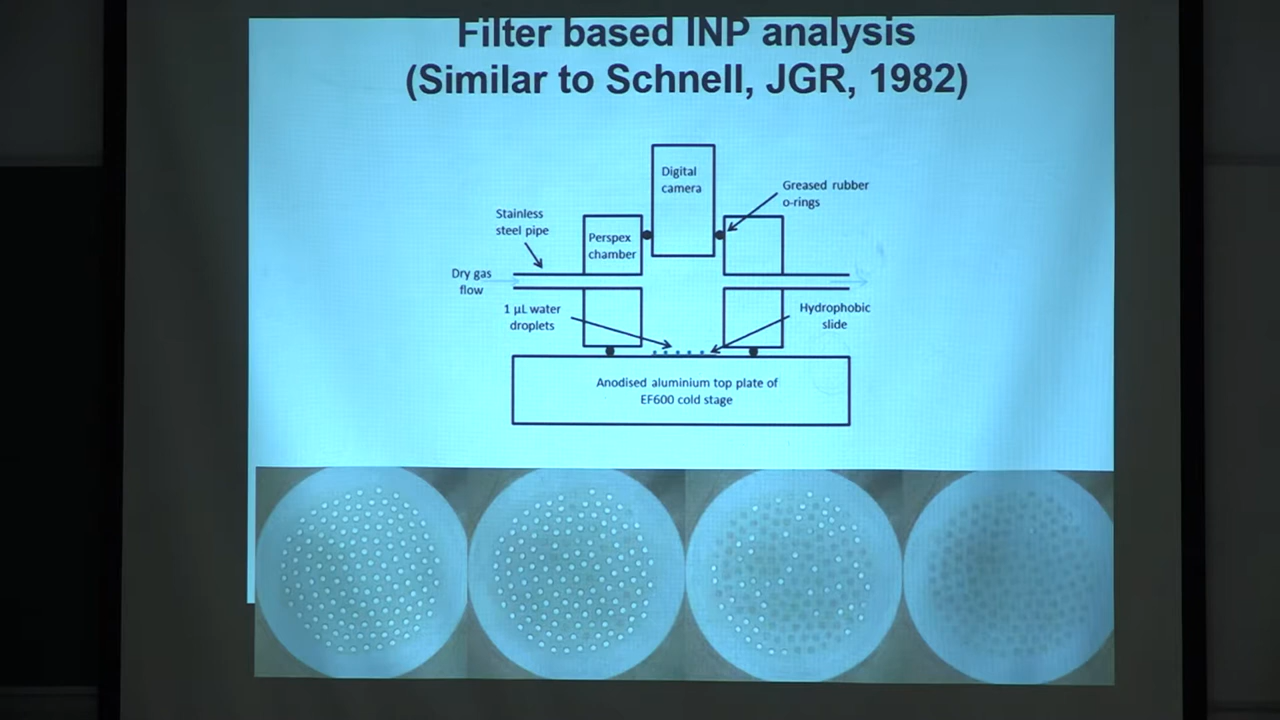 Filter based INP analysis
(Similar to Schnell, JGR, 1982)
Digital
camera
Greased rubber
o-rings
Stainless
steel pipe
Perspex
chamber
Dry gas
flow
1 µL water
droplets
Hydrophobic
slide
Anodised aluminium top plate of
EF600 cold stage